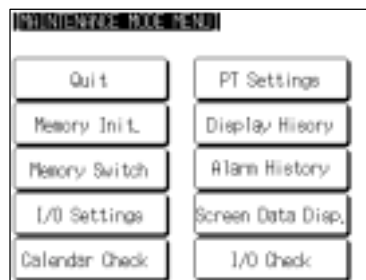 [MAINTENANCE MODE MENU]
Quit
PT Settings
Memory Init.
Display Hisory
Memory Switch
Alarm History
I/O Settings
Screen Data Disp.
Calendar Check
I/O Check